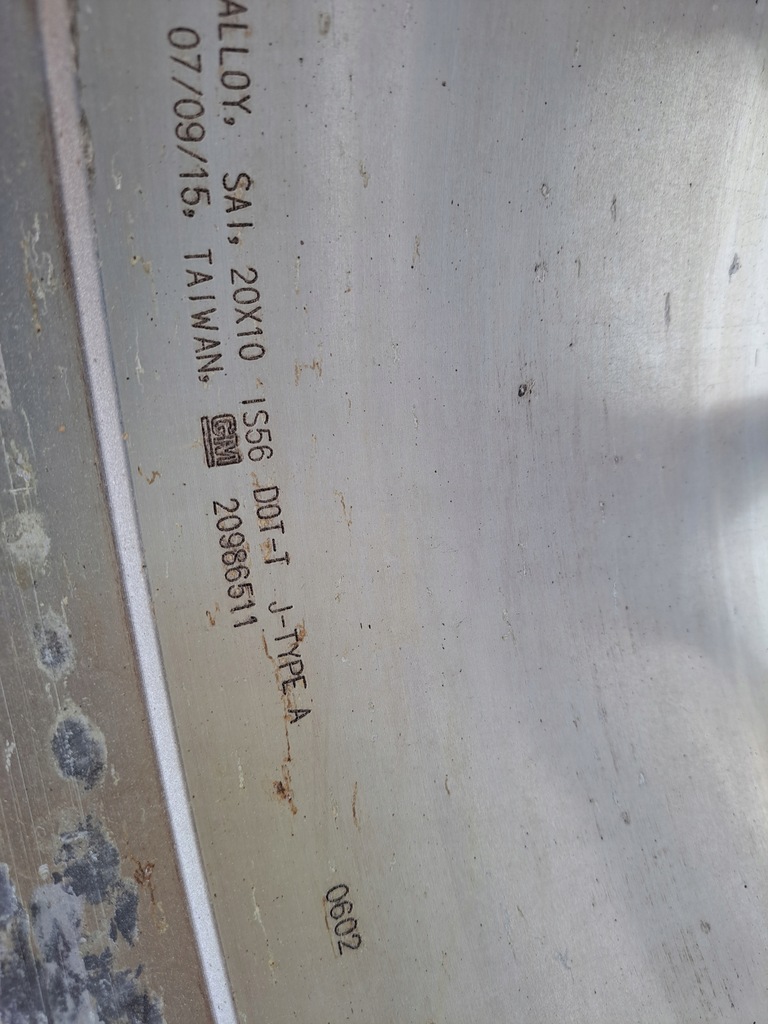 ALLOY, SAI, 20X10 IS56 DOT-T J-TYPE A
07/09/15, TAIWAN, GM 20986511
0602